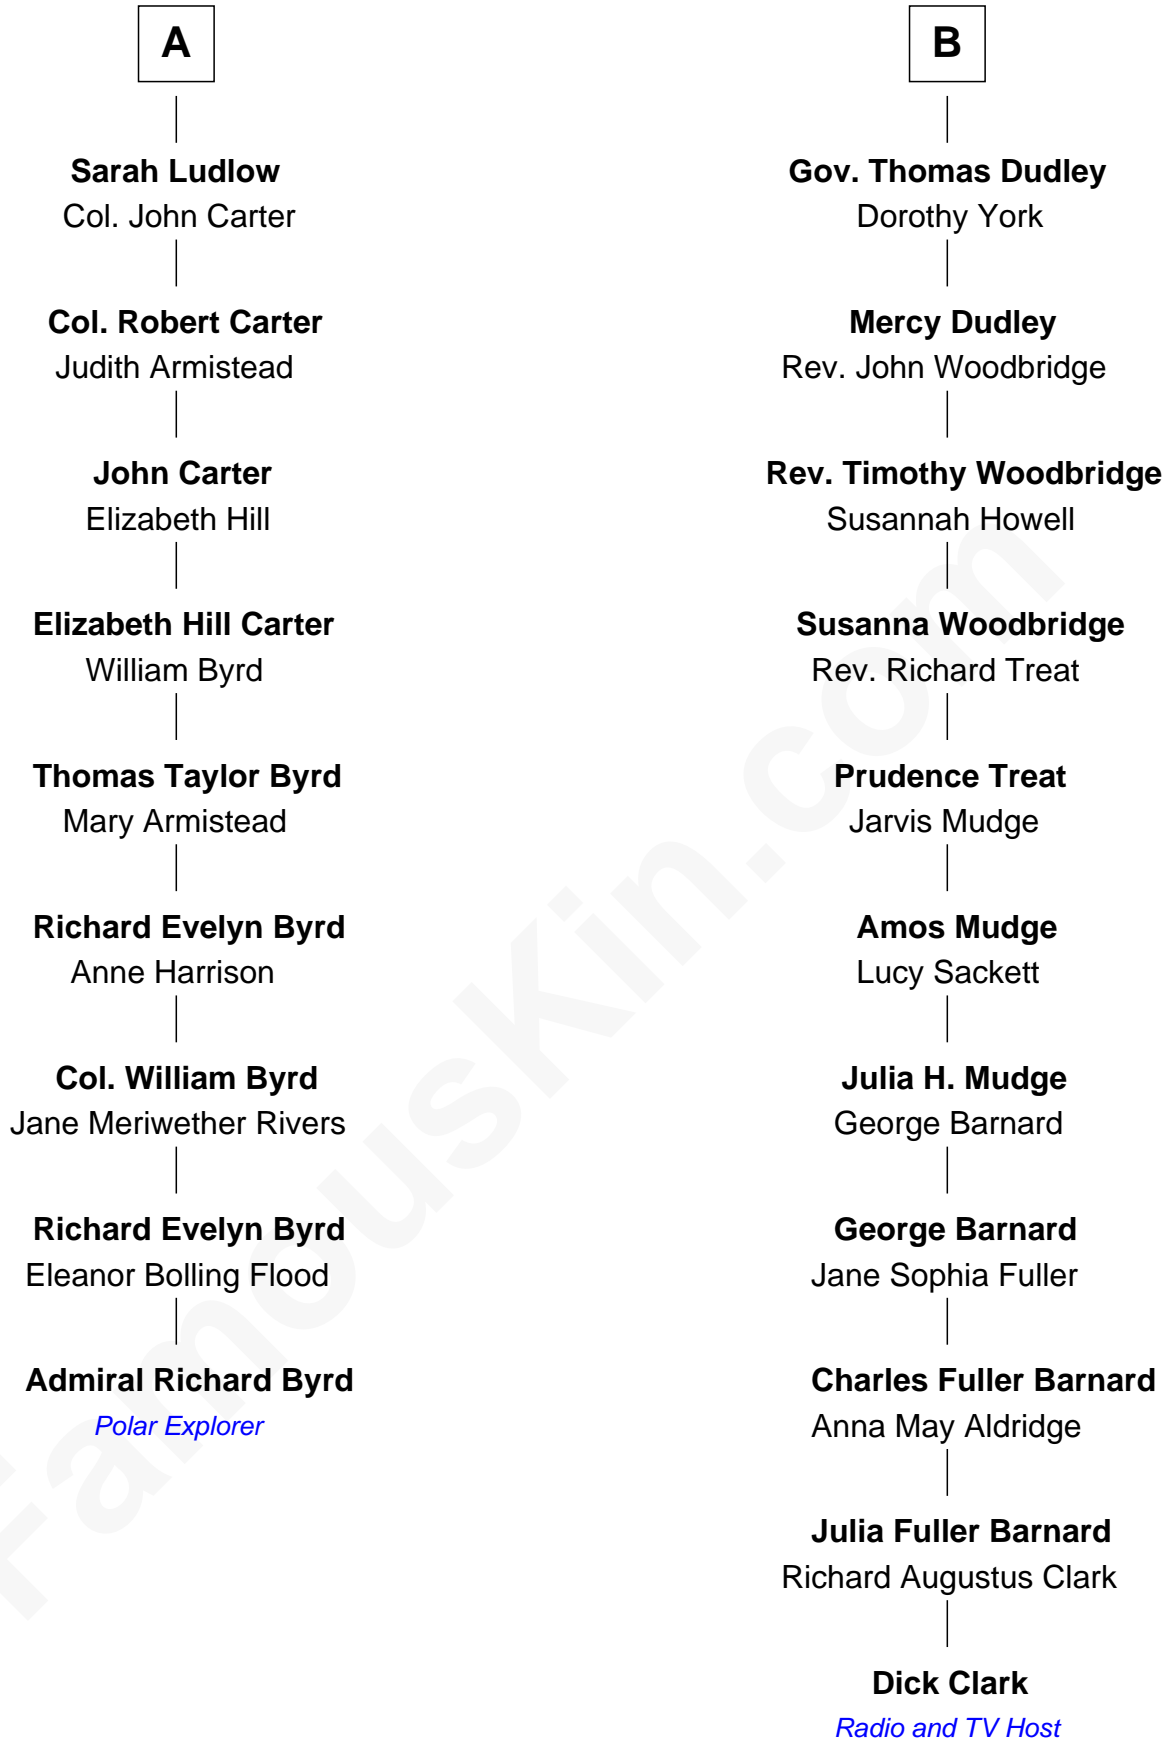 A
Sarah Ludlow
Col. John Carter
Col. Robert Carter
Judith Armistead
John Carter
Elizabeth Hill
Elizabeth Hill Carter
William Byrd
Thomas Taylor Byrd
Mary Armistead
Richard Evelyn Byrd
Anne Harrison
Col. William Byrd
Jane Meriwether Rivers
Richard Evelyn Byrd
Eleanor Bolling Flood
Admiral Richard Byrd
Polar Explorer
B
Gov. Thomas Dudley
Dorothy York
Mercy Dudley
Rev. John Woodbridge
Rev. Timothy Woodbridge
Susannah Howell
Susanna Woodbridge
Rev. Richard Treat
Prudence Treat
Jarvis Mudge
Amos Mudge
Lucy Sackett
Julia H. Mudge
George Barnard
George Barnard
Jane Sophia Fuller
Charles Fuller Barnard
Anna May Aldridge
Julia Fuller Barnard
Richard Augustus Clark
Dick Clark
Radio and TV Host
FamousKin.com